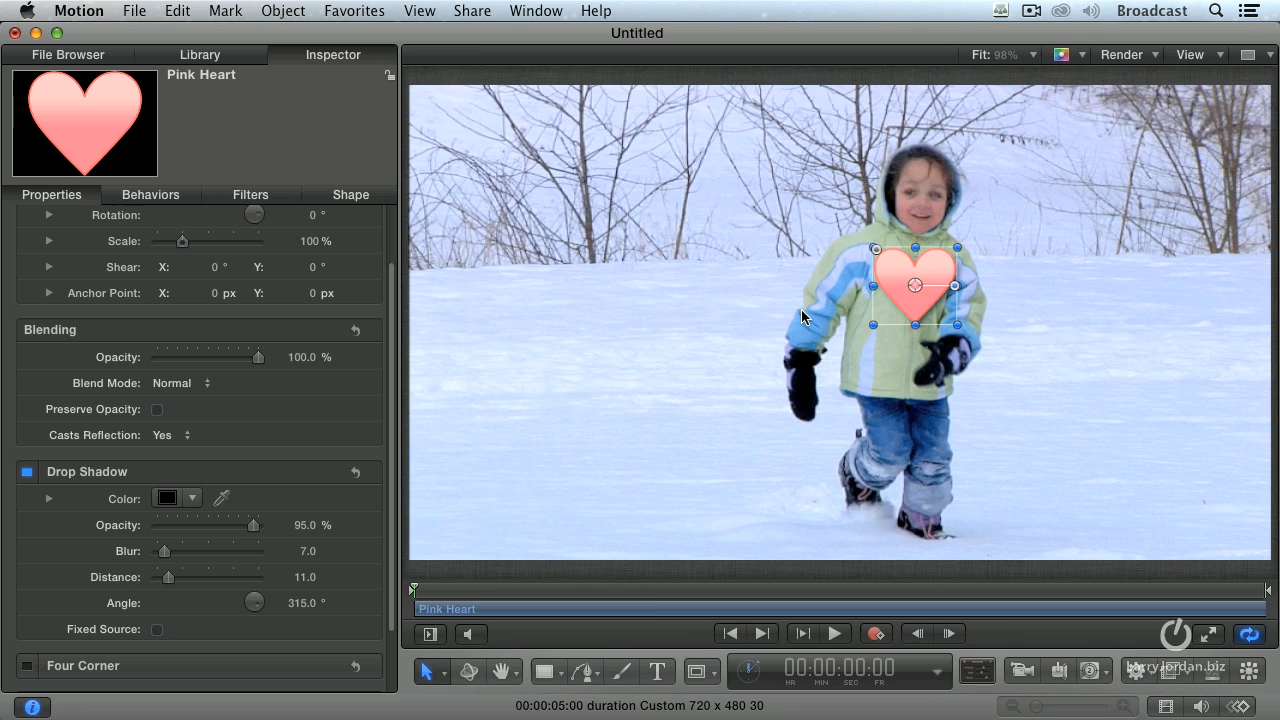 Motion File Edit Mark Object Favorites View Share Window Help Broadcast
Untitled
File Browser Library Inspector Fit: 98% Render View
Pink Heart
Properties Behaviors Filters Shape
Rotation: 0 °
Scale: 100 %
Shear: X: 0 ° Y: 0 °
Anchor Point: X: 0 px Y: 0 px
Blending
Opacity: 100.0 %
Blend Mode: Normal
Preserve Opacity:
Casts Reflection: Yes
Drop Shadow
Color:
Opacity: 95.0 %
Blur: 7.0
Distance: 11.0
Angle: 315.0 °
Fixed Source:
Four Corner
Pink Heart
T
00:00:00:00
HR MIN SEC FR
larryjordan.biz
00:00:05:00 duration Custom 720 x 480 30